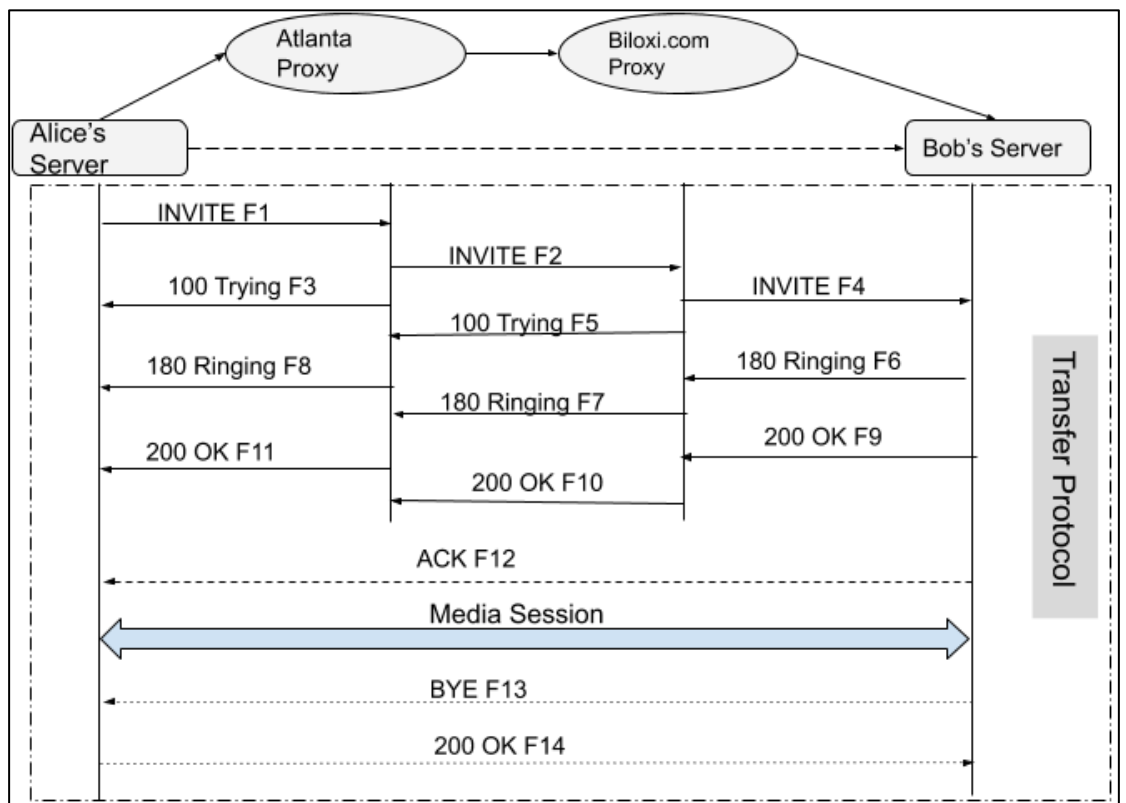 Atlanta
Proxy
Biloxi.com
Proxy
Alice's
Server
Bob's Server
INVITE F1
INVITE F2
100 Trying F3
INVITE F4
100 Trying F5
180 Ringing F8
180 Ringing F6
180 Ringing F7
200 OK F11
200 OK F9
200 OK F10
ACK F12
Media Session
BYE F13
200 OK F14
Transfer Protocol